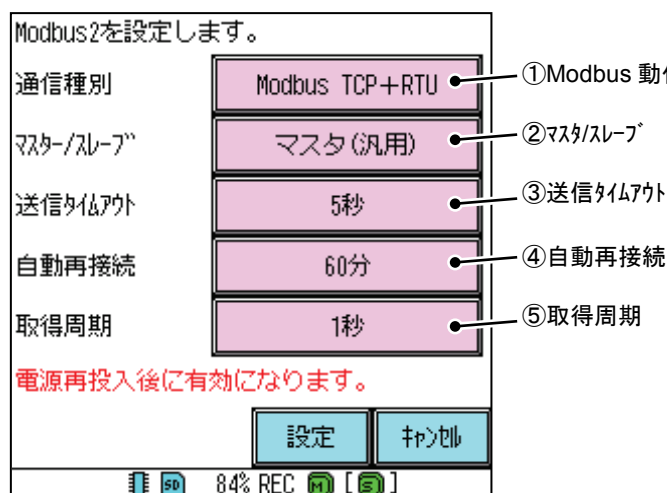 Modbus2を設定します。
通信種別 Modbus TCP+RTU ①Modbus 動
ﾏｽﾀｰ/ｽﾚｰﾌﾞ マスタ(汎用) ②ﾏｽﾀ/ｽﾚｰﾌﾞ
送信ﾀｲﾑｱｳﾄ 5秒 ③送信ﾀｲﾑｱｳﾄ
自動再接続 60分 ④自動再接続
取得周期 1秒 ⑤取得周期
電源再投入後に有効になります。
設定 ｷｬﾝｾﾙ
SD 84% REC M [S]